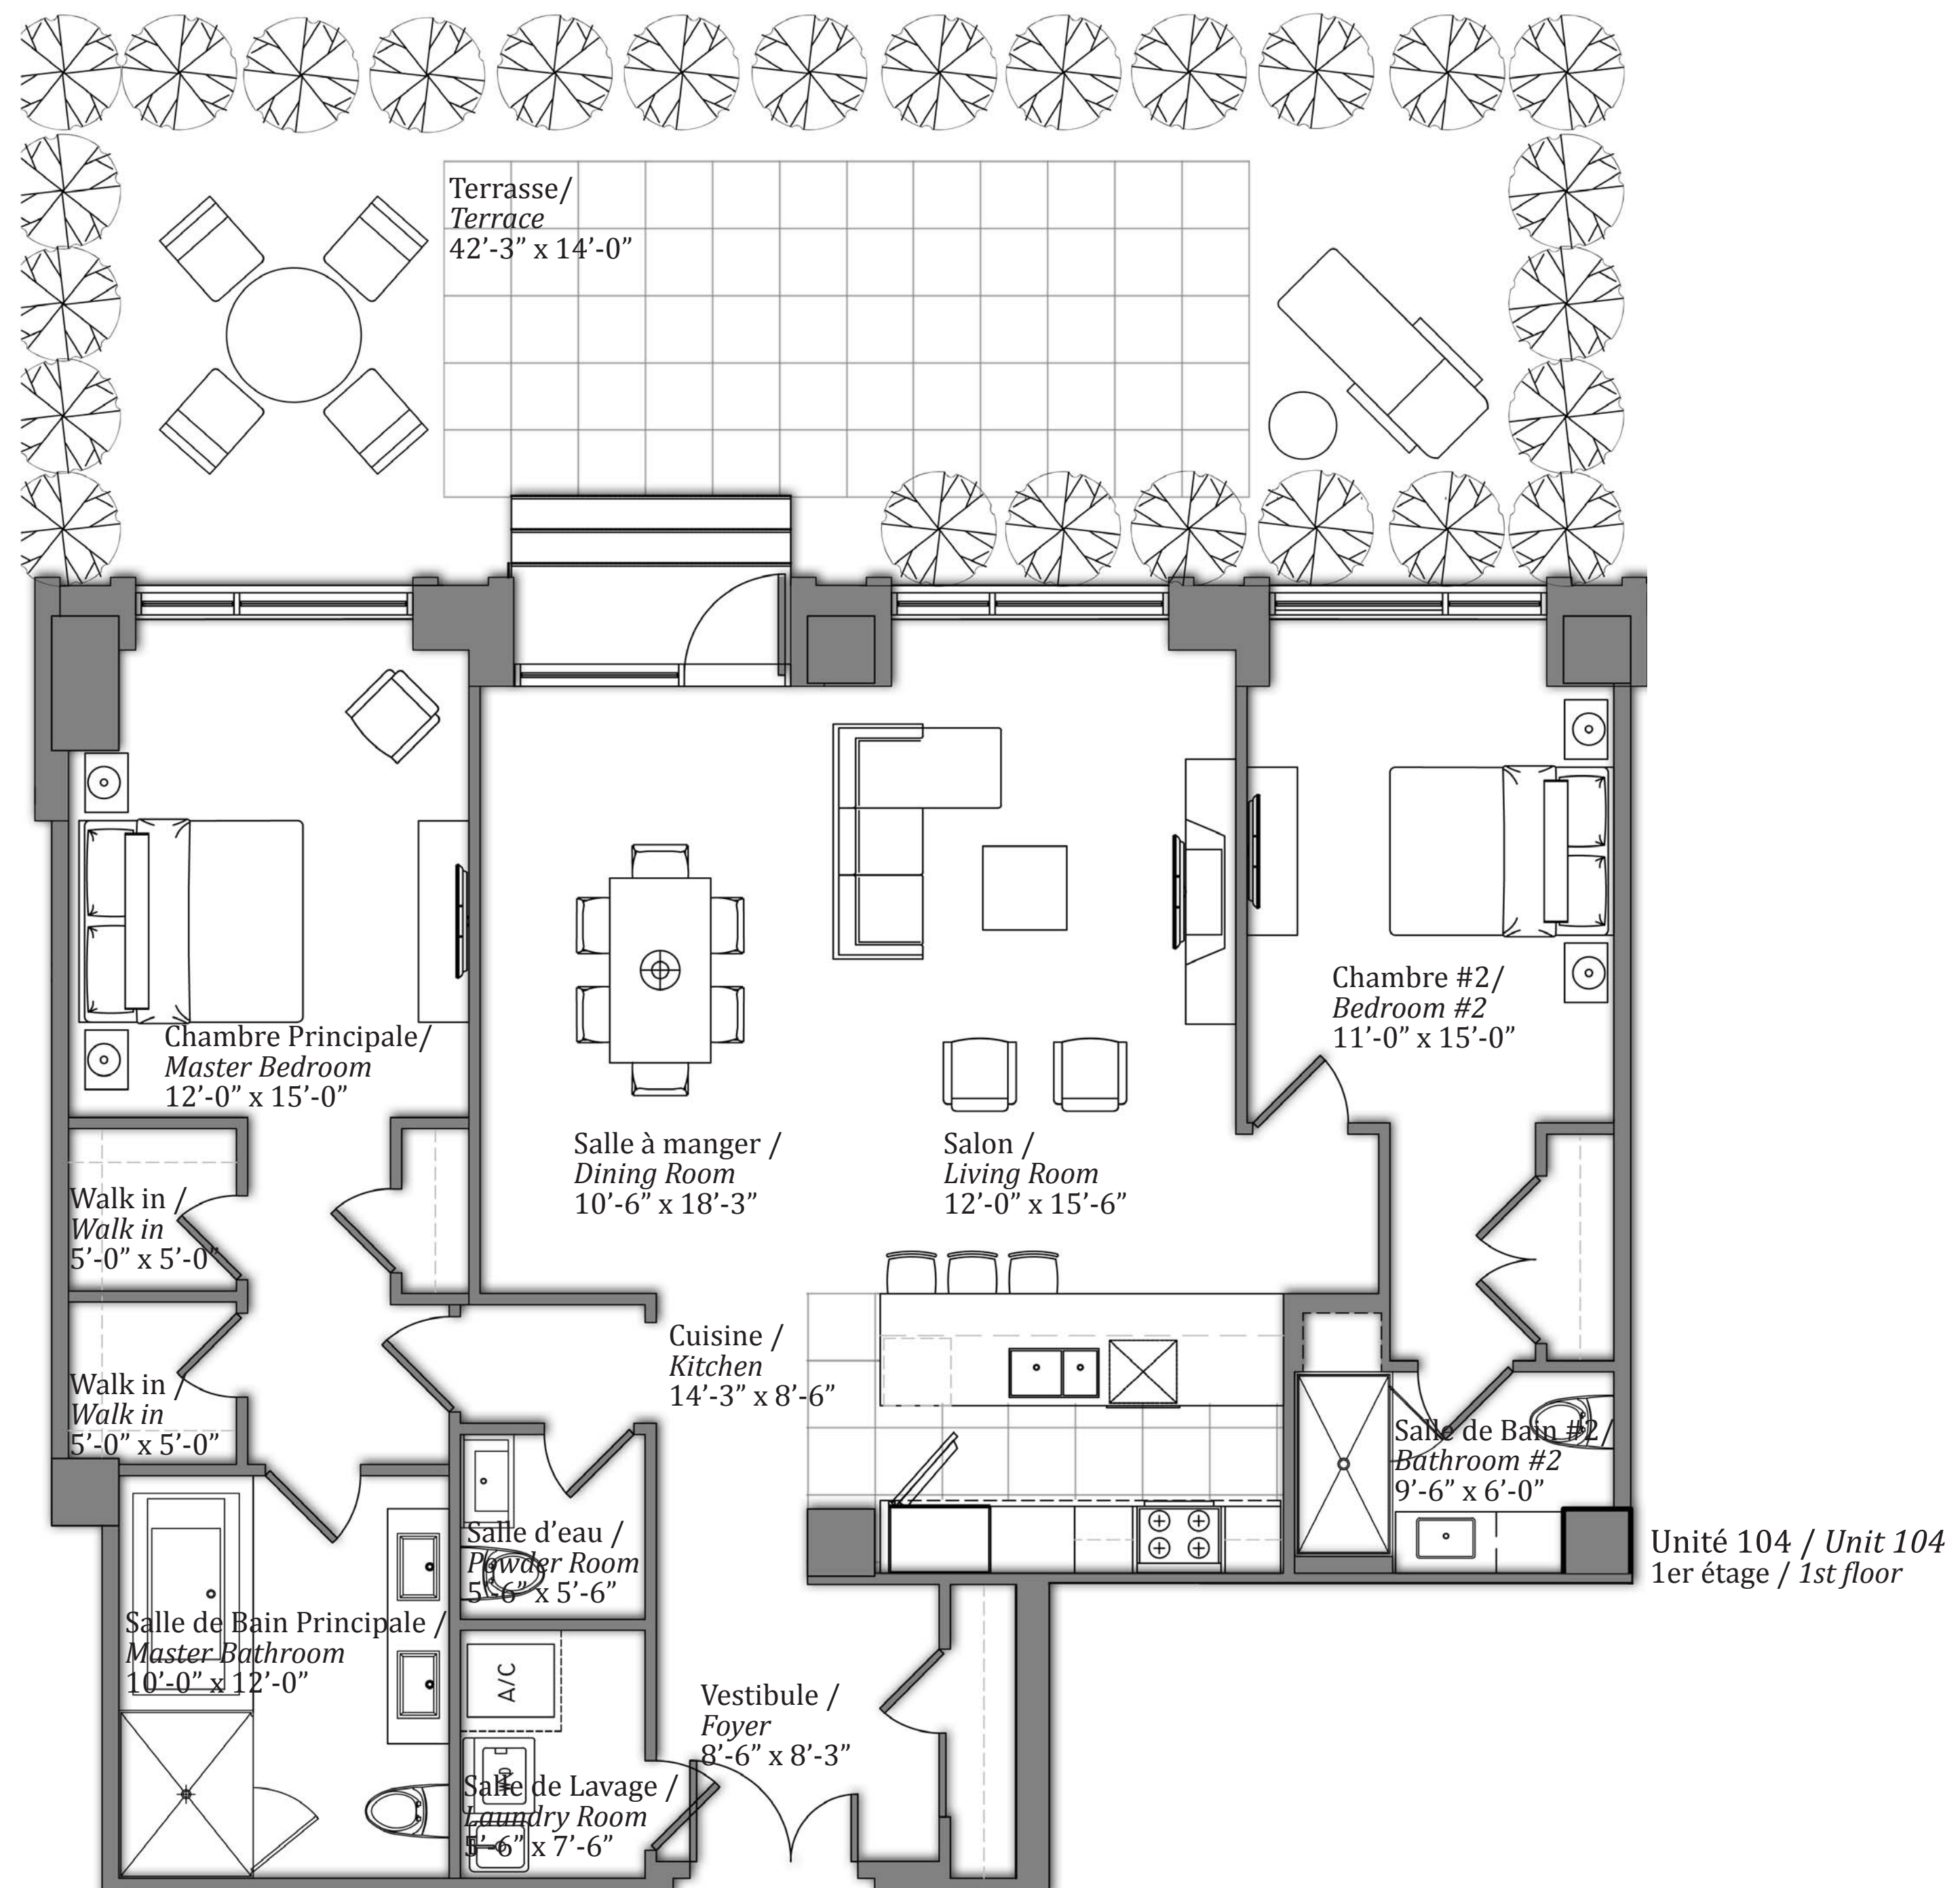 Terrasse/
Terrace
42’-3” x 14’-0”
Chambre #2/
Bedroom #2
11’-0” x 15’-0”
Chambre Principale/
Master Bedroom
12’-0” x 15’-0”
Salle à manger /
Dining Room
10’-6” x 18’-3”
Salon /
Living Room
12’-0” x 15’-6”
Walk in /
Walk in
5’-0” x 5’-0”
Cuisine /
Kitchen
14’-3” x 8’-6”
Walk in /
Walk in
5’-0” x 5’-0”
Salle de Bain #2/
Bathroom #2
9’-6” x 6’-0”
Salle d’eau /
Powder Room
5’-6” x 5’-6”
Unité 104 / Unit 104
1er étage / 1st floor
Salle de Bain Principale /
Master Bathroom
10’-0” x 12’-0”
A/C
Vestibule /
Foyer
8’-6” x 8’-3”
Salle de Lavage /
Laundry Room
5’-6” x 7’-6”